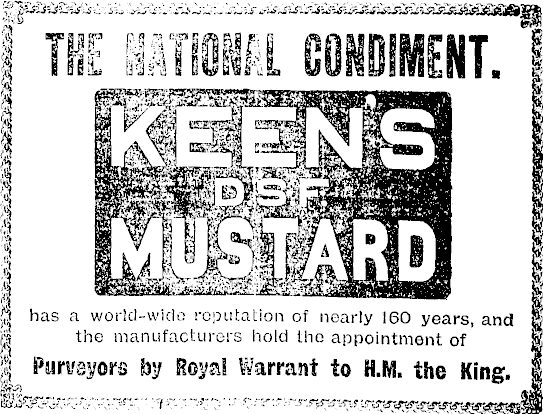 THE NATIONAL CONDIMENT.
KEEN'S
D.S.F.
MUSTARD
has a world-wide reputation of nearly 160 years, and
the manufacturers hold the appointment of
Purveyors by Royal Warrant to H.M. the King.